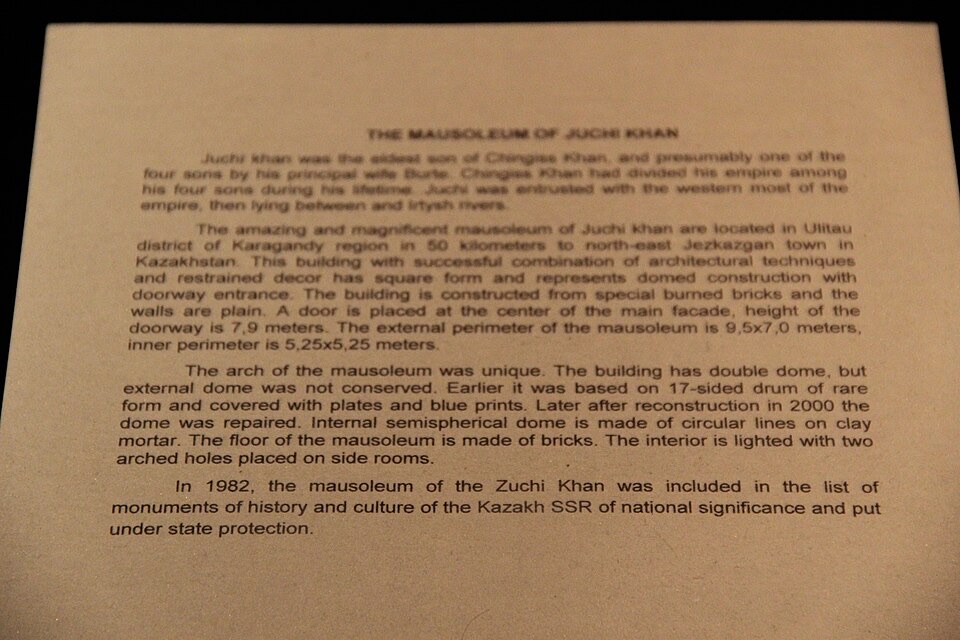 THE MAUSOLEUM OF JUCHI KHAN
Juchi khan was the eldest son of Chingiss Khan, and presumably one of the
four sons by his principal wife Burte. Chingiss Khan had divided his empire among
his four sons during his lifetime. Juchi was entrusted with the western most of the
empire, then lying between and Irtysh rivers.
The amazing and magnificent mausoleum of Juchi khan are located in Ulitau
district of Karagandy region in 50 kilometers to north-east Jezkazgan town in
Kazakhstan. This building with successful combination of architectural techniques
and restrained decor has square form and represents domed construction with
doorway entrance. The building is constructed from special burned bricks and the
walls are plain. A door is placed at the center of the main facade, height of the
doorway is 7,9 meters. The external perimeter of the mausoleum is 9,5x7,0 meters,
inner perimeter is 5,25x5,25 meters.
The arch of the mausoleum was unique. The building has double dome, but
external dome was not conserved. Earlier it was based on 17-sided drum of rare
form and covered with plates and blue prints. Later after reconstruction in 2000 the
dome was repaired. Internal semispherical dome is made of circular lines on clay
mortar. The floor of the mausoleum is made of bricks. The interior is lighted with two
arched holes placed on side rooms.
In 1982, the mausoleum of the Zuchi Khan was included in the list of
monuments of history and culture of the Kazakh SSR of national significance and put
under state protection.